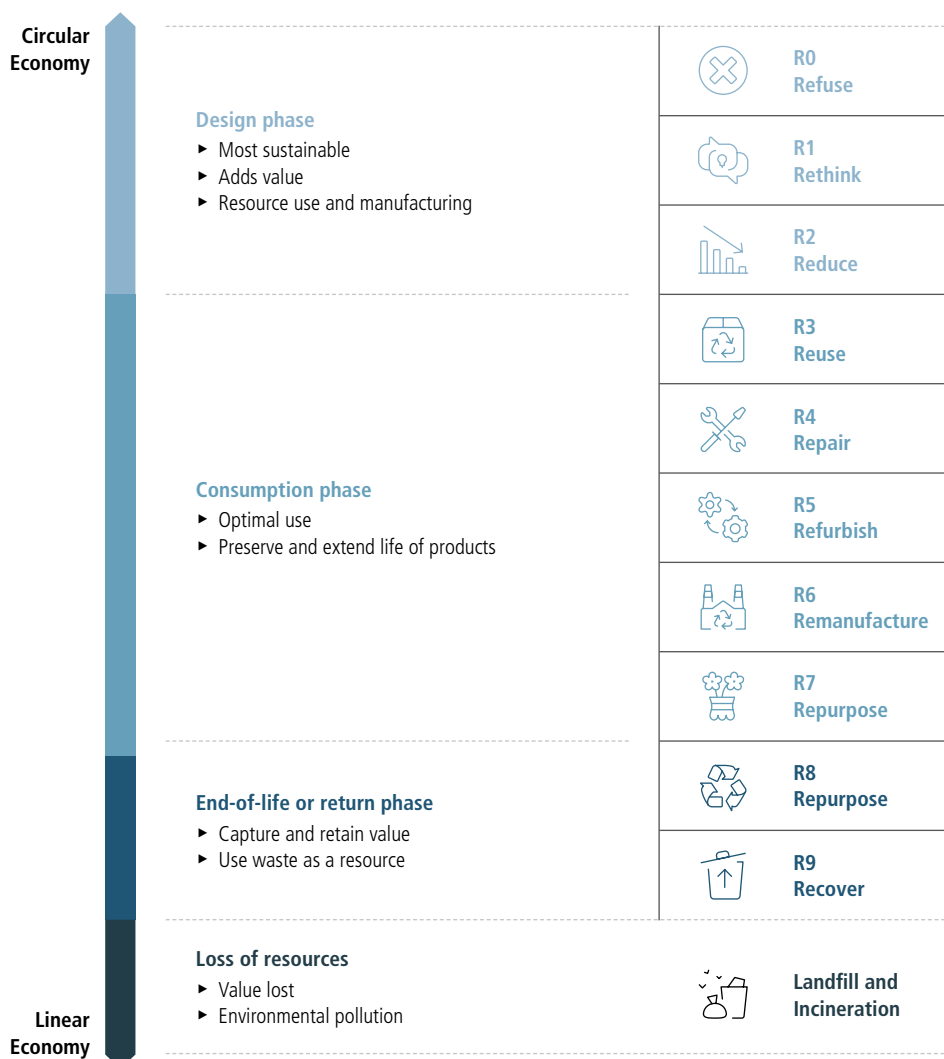 Circular
Economy
R0
Refuse
Design phase
► Most sustainable
► Adds value
► Resource use and manufacturing
R1
Rethink
R2
Reduce
R3
Reuse
R4
Repair
Consumption phase
► Optimal use
► Preserve and extend life of products
R5
Refurbish
R6
Remanufacture
R7
Repurpose
End-of-life or return phase
► Capture and retain value
► Use waste as a resource
R8
Repurpose
R9
Recover
Loss of resources
► Value lost
► Environmental pollution
Landfill and
Incineration
Linear
Economy